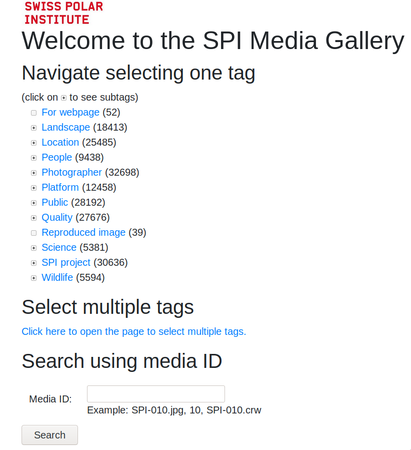 SWISS POLAR
INSTITUTE
Welcome to the SPI Media Gallery
Navigate selecting one tag
(click on + to see subtags)
For webpage (52)
Landscape (18413)
Location (25485)
People (9438)
Photographer (32698)
Platform (12458)
Public (28192)
Quality (27676)
Reproduced image (39)
Science (5381)
SPI project (30636)
Wildlife (5594)
Select multiple tags
Click here to open the page to select multiple tags.
Search using media ID
Media ID:
Example: SPI-010.jpg, 10, SPI-010.crw
Search